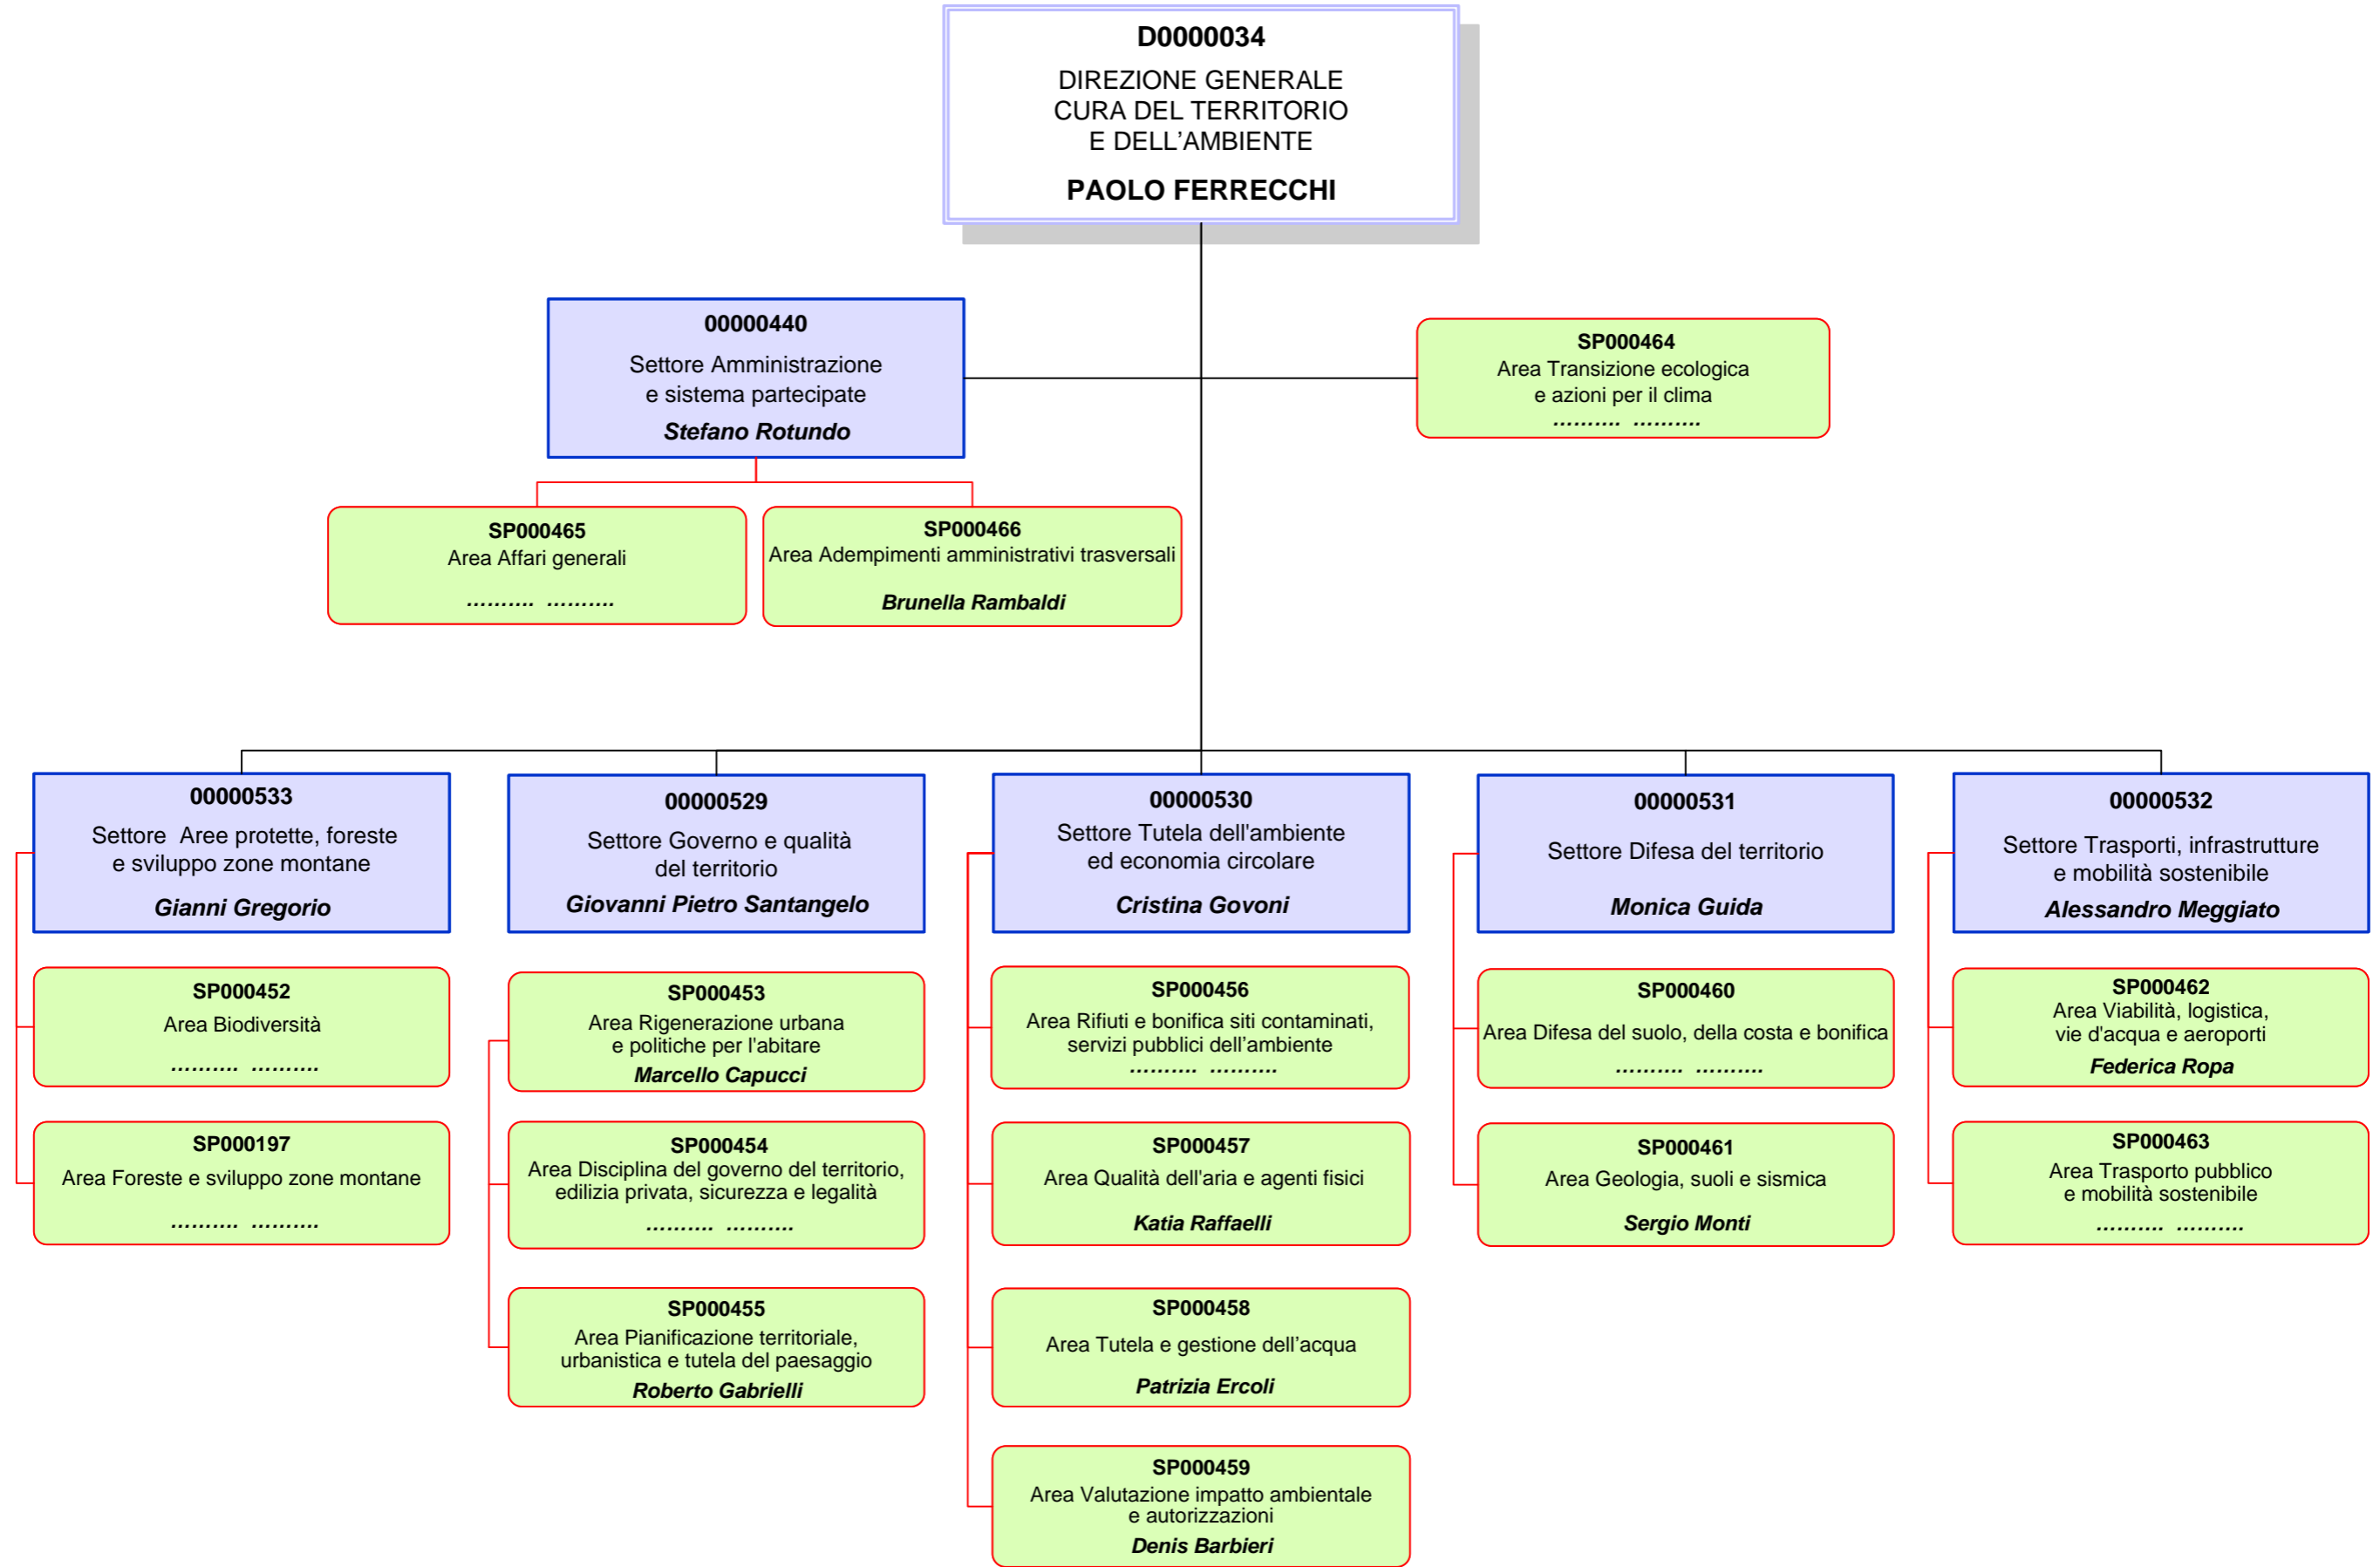 D0000034
DIREZIONE GENERALE
CURA DEL TERRITORIO
E DELL’AMBIENTE
PAOLO FERRECCHI
00000440
Settore Amministrazione
e sistema partecipate
Stefano Rotundo
SP000464
Area Transizione ecologica
e azioni per il clima
………. ……….
SP000465
Area Affari generali
………. ……….
SP000466
Area Adempimenti amministrativi trasversali
Brunella Rambaldi
00000533
Settore Aree protette, foreste
e sviluppo zone montane
Gianni Gregorio
SP000452
Area Biodiversità
………. ……….
SP000197
Area Foreste e sviluppo zone montane
………. ……….
00000529
Settore Governo e qualità
del territorio
Giovanni Pietro Santangelo
SP000453
Area Rigenerazione urbana
e politiche per l'abitare
Marcello Capucci
SP000454
Area Disciplina del governo del territorio,
edilizia privata, sicurezza e legalità
………. ……….
SP000455
Area Pianificazione territoriale,
urbanistica e tutela del paesaggio
Roberto Gabrielli
00000530
Settore Tutela dell'ambiente
ed economia circolare
Cristina Govoni
SP000456
Area Rifiuti e bonifica siti contaminati,
servizi pubblici dell’ambiente
………. ……….
SP000457
Area Qualità dell'aria e agenti fisici
Katia Raffaelli
SP000458
Area Tutela e gestione dell’acqua
Patrizia Ercoli
SP000459
Area Valutazione impatto ambientale
e autorizzazioni
Denis Barbieri
00000531
Settore Difesa del territorio
Monica Guida
SP000460
Area Difesa del suolo, della costa e bonifica
………. ……….
SP000461
Area Geologia, suoli e sismica
Sergio Monti
00000532
Settore Trasporti, infrastrutture
e mobilità sostenibile
Alessandro Meggiato
SP000462
Area Viabilità, logistica,
vie d'acqua e aeroporti
Federica Ropa
SP000463
Area Trasporto pubblico
e mobilità sostenibile
………. ……….